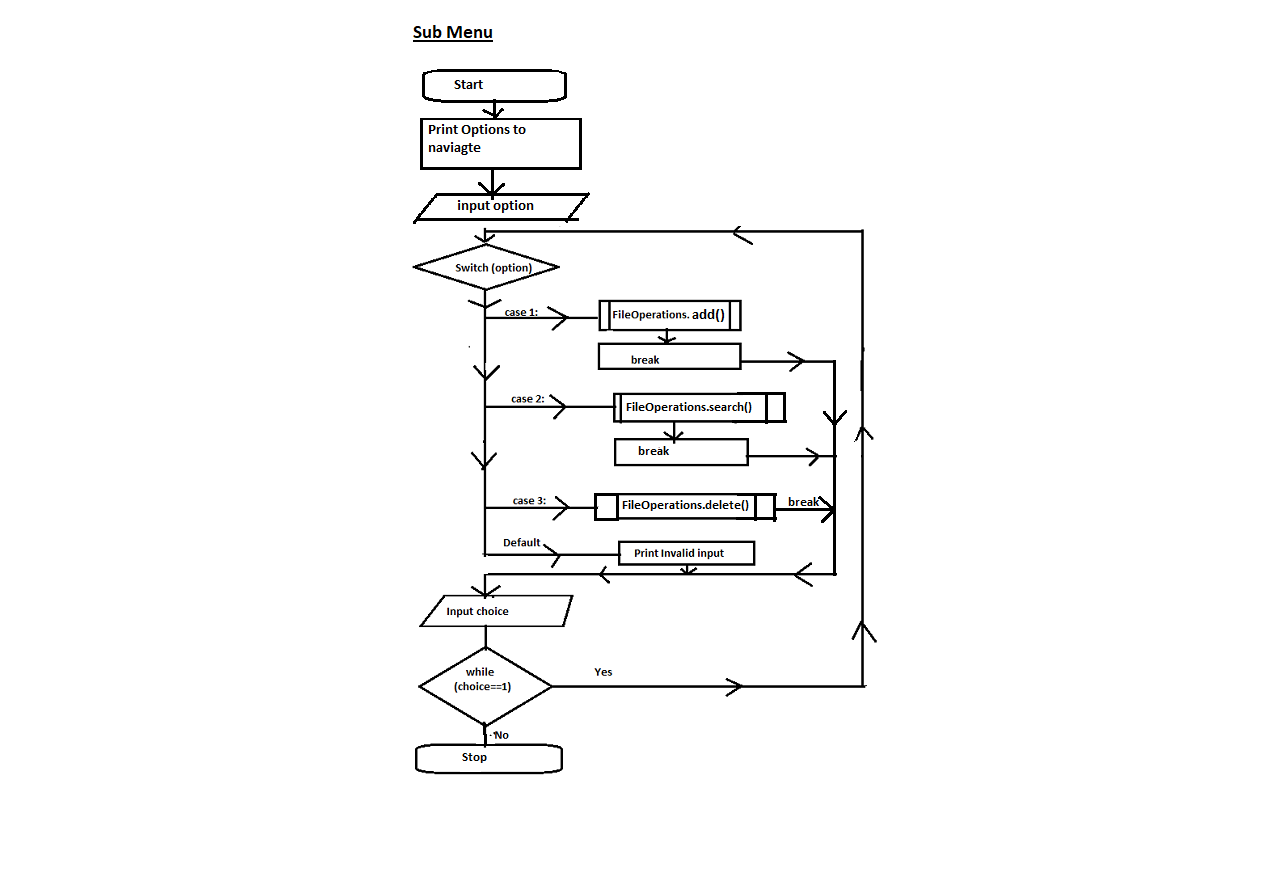 Sub Menu
Start
Print Options to
naviagte
input option
Switch (option)
case 1:
FileOperations. add()
break
case 2:
FileOperations.search()
break
case 3:
FileOperations.delete()
break
Default
Print Invalid input
Input choice
while
(choice==1)
Yes
No
Stop